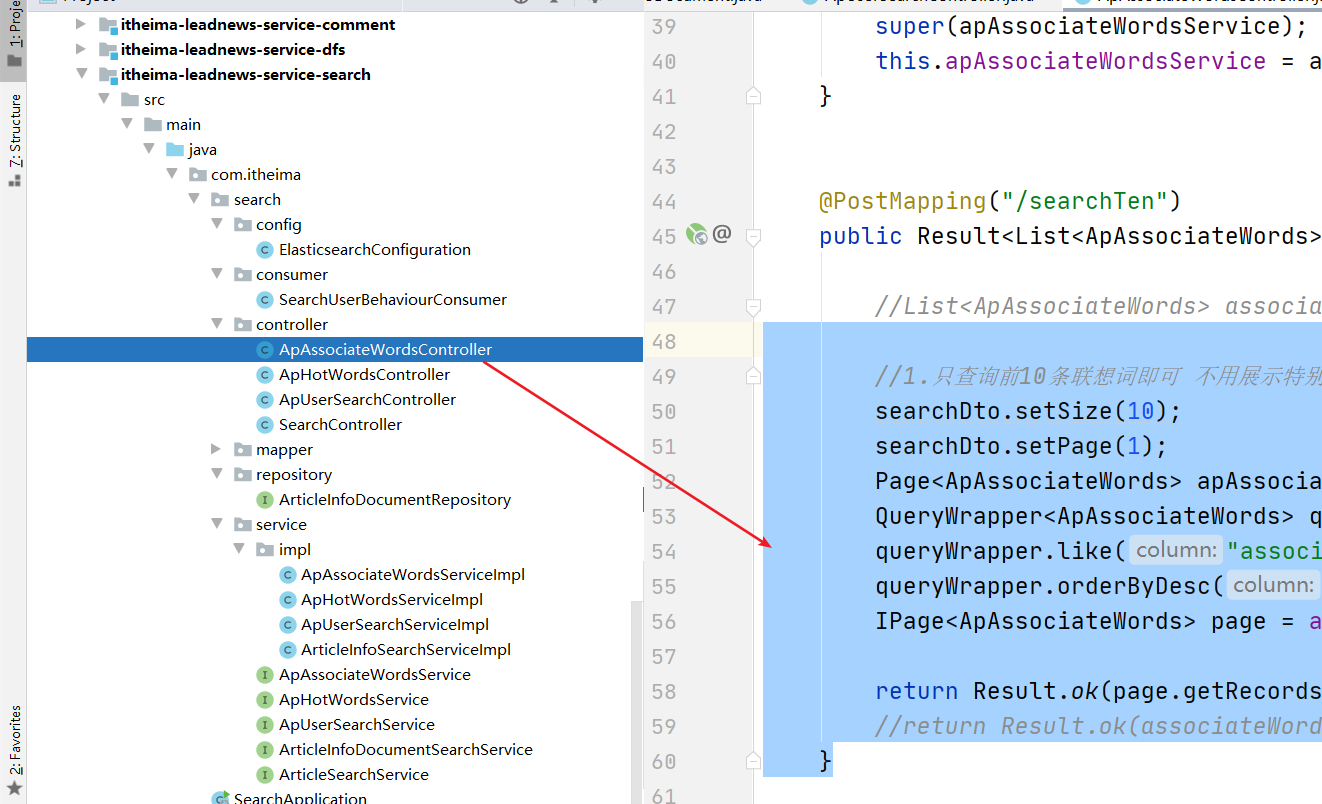 1: Proje
7: Structure
2: Favorites
itheima-leadnews-service-comment
itheima-leadnews-service-dfs
itheima-leadnews-service-search
src
main
java
com.itheima
search
config
ElasticsearchConfiguration
consumer
SearchUserBehaviourConsumer
controller
ApAssociateWordsController
ApHotWordsController
ApUserSearchController
SearchController
mapper
repository
ArticleInfoDocumentRepository
service
impl
ApAssociateWordsServiceImpl
ApHotWordsServiceImpl
ApUserSearchServiceImpl
ArticleInfoSearchServiceImpl
ApAssociateWordsService
ApHotWordsService
ApUserSearchService
ArticleInfoDocumentSearchService
ArticleSearchService
SearchApplication
39 super(apAssociateWordsService);
40 this.apAssociateWordsService = a
41 }
42
43
44 @PostMapping("/searchTen")
45 @ public Result<List<ApAssociateWords>
46
47 //List<ApAssociateWords> associa
48
49 //1.只查询前10条联想词即可 不用展示特别
50 searchDto.setSize(10);
51 searchDto.setPage(1);
52 Page<ApAssociateWords> apAssocia
53 QueryWrapper<ApAssociateWords> q
54 queryWrapper.like( column: "associ
55 queryWrapper.orderByDesc( column:
56 IPage<ApAssociateWords> page = a
57
58 return Result.ok(page.getRecords
59 //return Result.ok(associateWord
60 }
61